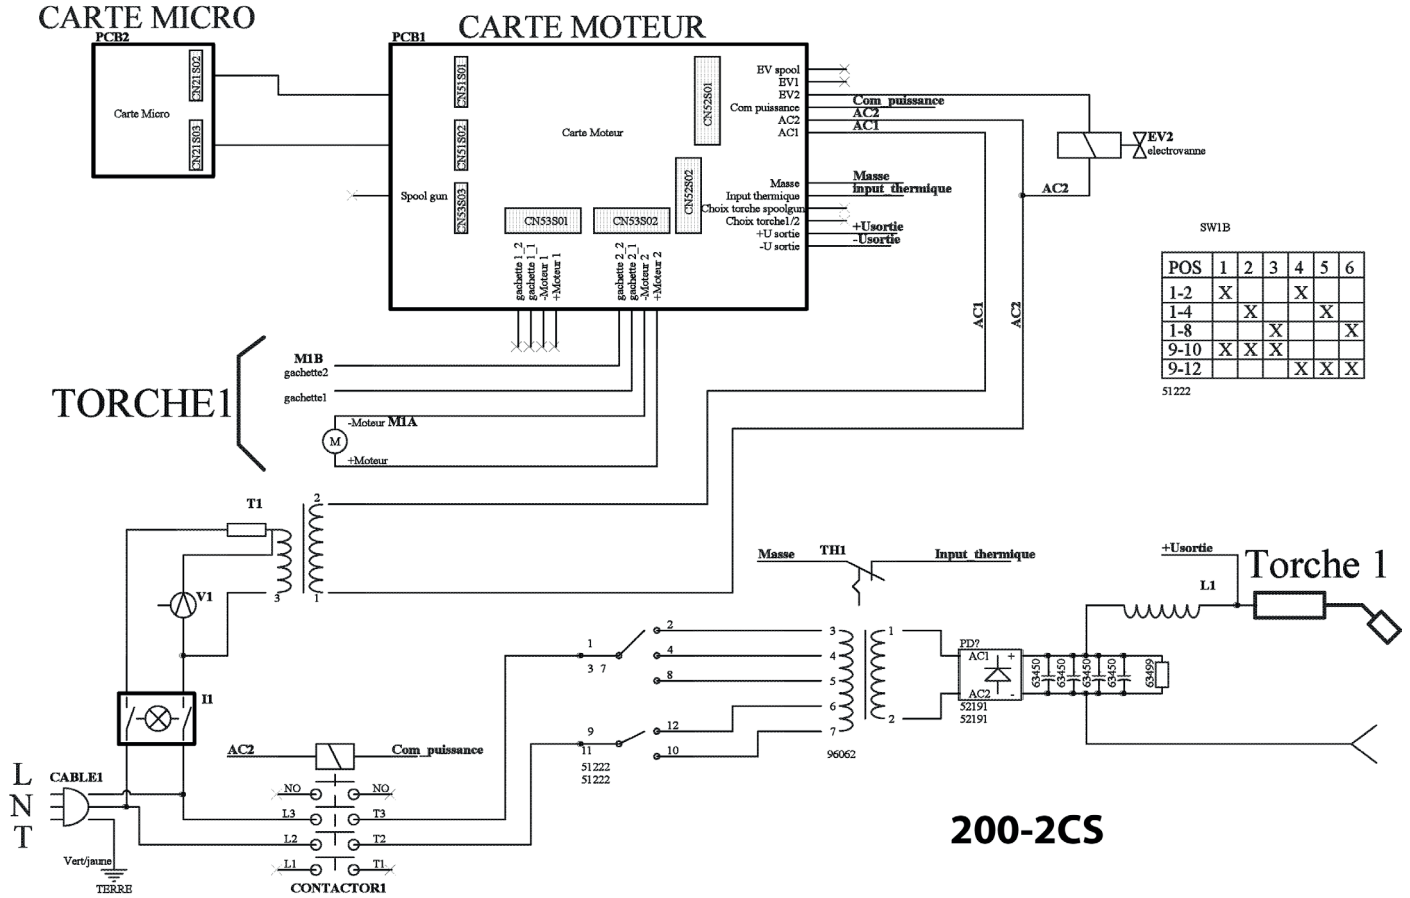 CARTE MICRO
PCB2
CN21S02
Carte Micro
CN21S03
CARTE MOTEUR
PCB1
CN51S01
CN51S02
Spool gun
CN53S03
Carte Moteur
CN52S01
CN52S02
CN53S01
CN53S02
EV spool
EV1
EV2
Com puissance
AC2
AC1
Com_puissance
AC2
AC1
Masse
Input thermique
Choix torche spoolgun
Choix torche1/2
+U sortie
-U sortie
Masse
input_thermique
+Usortie
-Usortie
gachette 1_2
gachette 1_1
-Moteur 1
+Moteur 1
gachette 2_2
gachette 2_1
-Moteur 2
+Moteur 2
EV2
electrovanne
AC2
AC1
AC2
SW1B
POS 1 2 3 4 5 6
1-2 X X
1-4 X X
1-8 X X
9-10 X X X
9-12 X X X
51222
TORCHE1
M1B
gachette2
gachette1
-Moteur M1A
M
+Moteur
T1
2
3
1
V1
I1
Masse
TH1
Input_thermique
+Usortie
L1
Torche 1
1
3 7
2
4
8
9
11
12
10
51222
51222
3
4
5
6
7
1
2
96062
PD?
AC1 +
AC2 -
52191
52191
63450
63450
63450
63450
63499
L
N
T
CABLE1
Vert/jaune
TERRE
AC2
Com_puissance
NO NO
L3 T3
L2 T2
L1 T1
CONTACTOR1
200-2CS